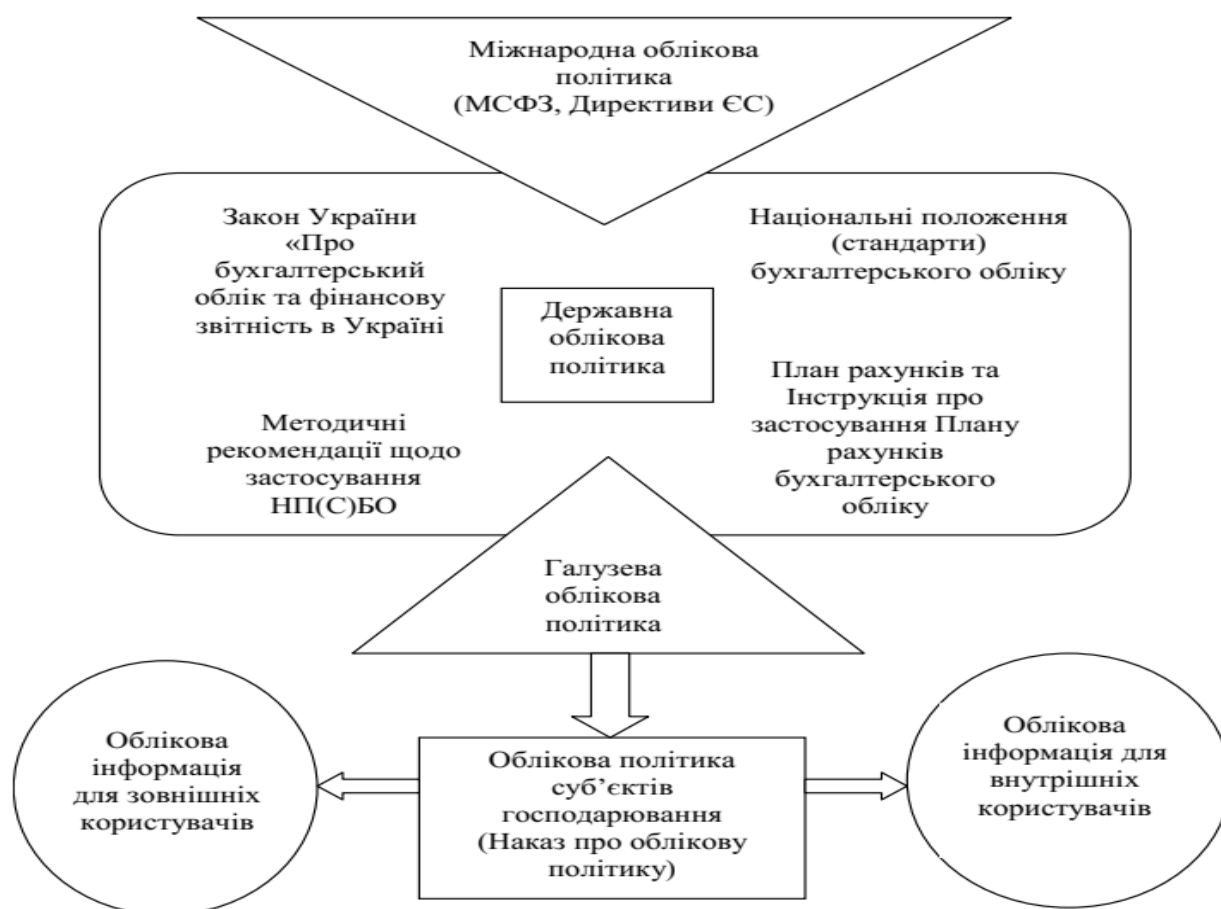 Міжнародна облікова
політика
(МСФЗ, Директиви ЄС)
Закон України
«Про
бухгалтерський
облік та фінансову
звітність в Україні
Національні положення
(стандарти)
бухгалтерського обліку
Державна
облікова
політика
Методичні
рекомендації щодо
застосування
НП(С)БО
План рахунків та
Інструкція про
застосування Плану
рахунків
бухгалтерського
обліку
Галузева
облікова
політика
Облікова
інформація
для зовнішніх
користувачів
Облікова політика
суб’єктів
господарювання
(Наказ про облікову
політику)
Облікова
інформація для
внутрішніх
користувачів